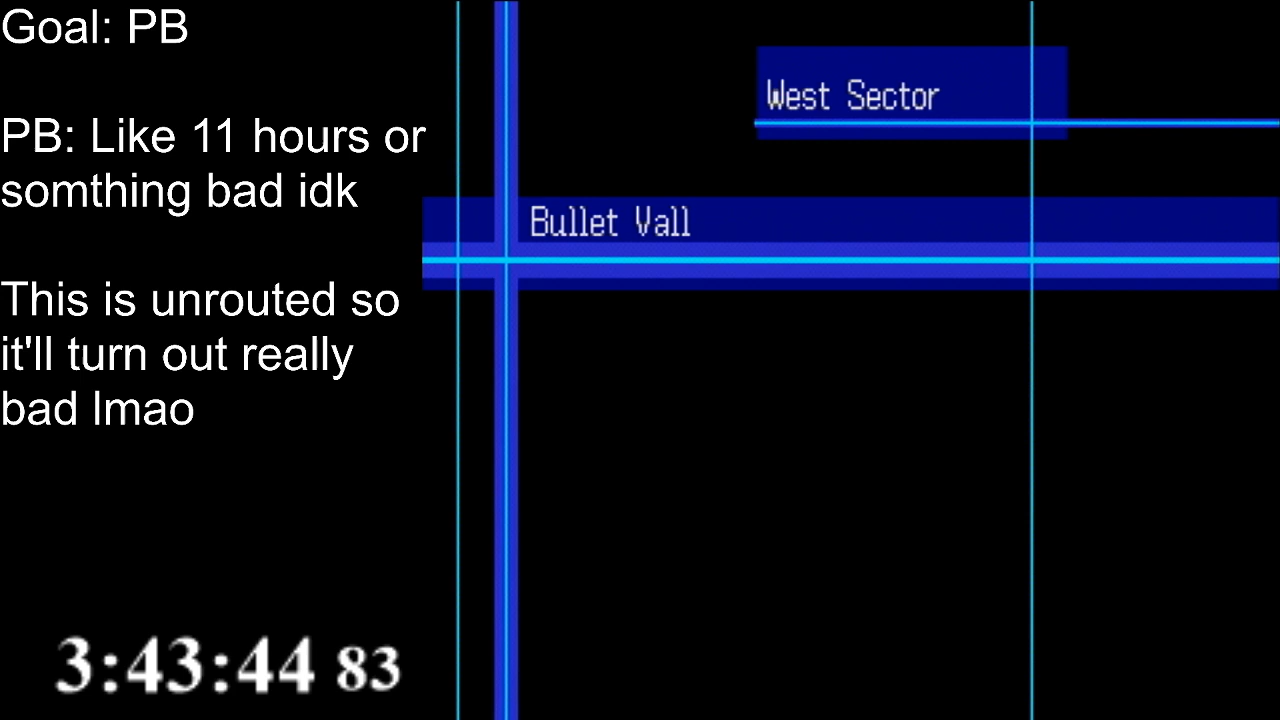 Goal: PB
PB: Like 11 hours or
somthing bad idk
This is unrouted so
it'll turn out really
bad lmao
West Sector
Bullet Vall
3:43:44 83